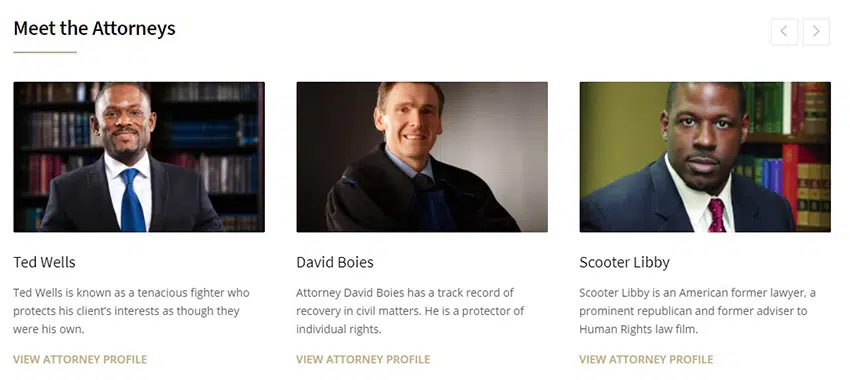 Meet the Attorneys
Ted Wells
Ted Wells is known as a tenacious fighter who
protects his client's interests as though they
were his own.
VIEW ATTORNEY PROFILE
David Boies
Attorney David Boies has a track record of
recovery in civil matters. He is a protector of
individual rights.
VIEW ATTORNEY PROFILE
Scooter Libby
Scooter Libby is an American former lawyer, a
prominent republican and former adviser to
Human Rights law film.
VIEW ATTORNEY PROFILE